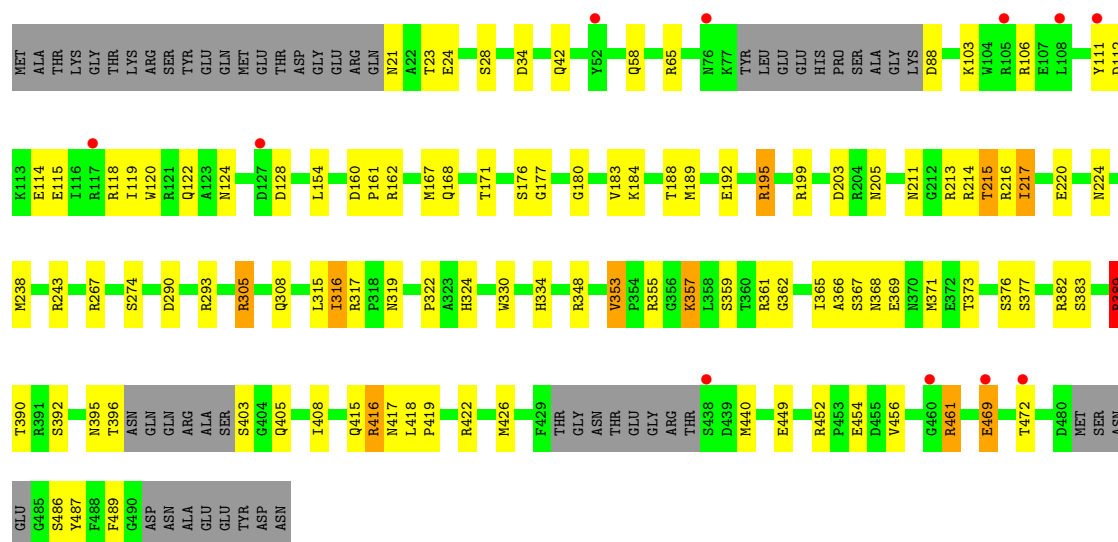 MET ALA THR LYS GLY THR LYS ARG SER TYR GLU GLN MET GLU THR ASP GLY GLU ARG GLN N21 A22 T23 E24 S28 D34 Q42 Y52 Q58 R65 N76 K77 TYR LEU GLU GLU HIS PRO SER ALA GLY LYS D88 K103 W104 R105 R106 E107 L108 Y111 D112
K113 E114 E115 I116 R117 R118 I119 W120 R121 Q122 A123 N124 D127 D128 L154 D160 P161 R162 M167 Q168 T171 S176 G177 G180 V183 K184 T188 M189 E192 R195 R199 D203 R204 N205 N211 G212 R213 R214 T215 R216 I217 E220 N224
M238 R243 R267 S274 D290 R293 R305 Q308 L315 I316 R317 P318 N319 P322 A323 H324 W330 H334 R348 V353 P354 R355 G356 K357 L358 S359 T360 R361 G362 I365 A366 S367 N368 E369 N370 M371 E372 T373 S376 S377 R382 S383 R389
T390 R391 S392 N395 T396 ASN GLN GLN ARG ALA SER S403 G404 Q405 I408 Q415 R416 N417 L418 P419 R422 M426 F429 THR GLY ASN THR GLU GLY ARG THR S438 D439 M440 E449 R452 P453 E454 D455 V456 G460 R461 E469 T472 D480 MET SER ASN
GLU G485 S486 Y487 F488 F489 G490 ASP ASN ALA GLU GLU TYR ASP ASN